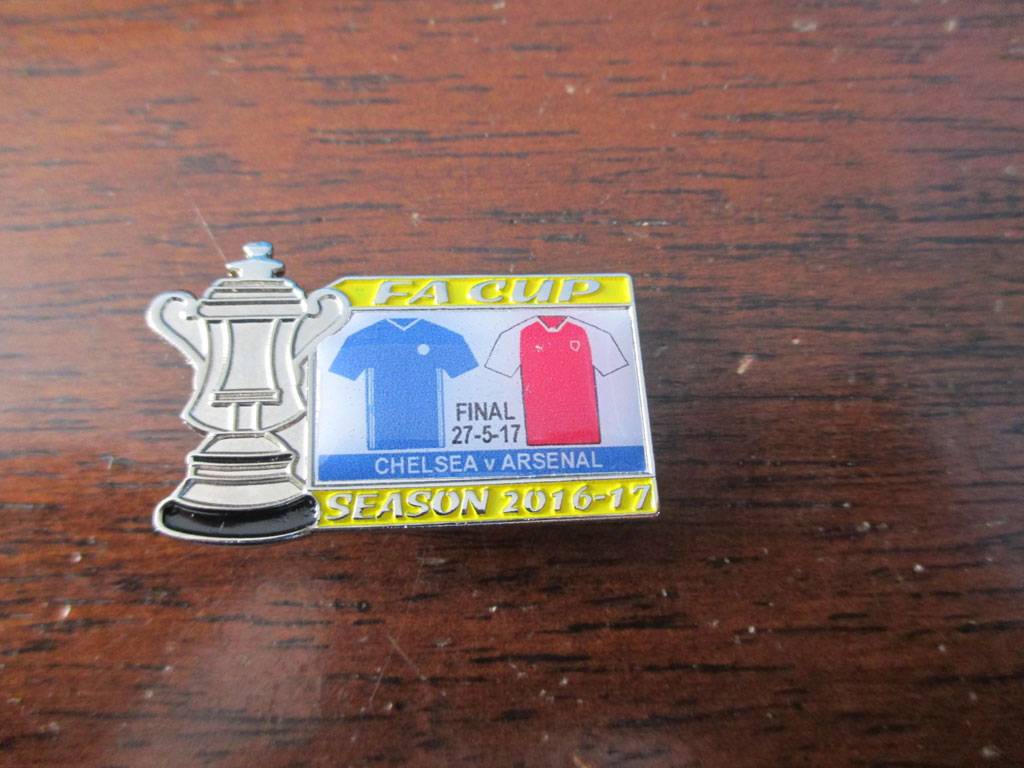 FA CUP
FINAL
27-5-17
CHELSEA v ARSENAL
SEASON 2016-17